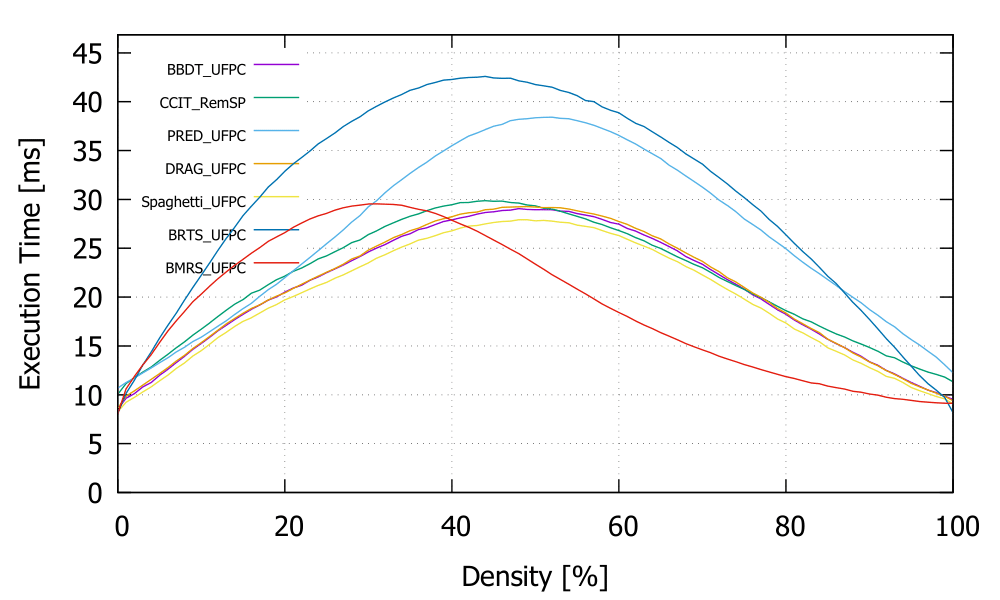 45
40
35
30
25
20
15
10
5
0
Execution Time [ms]
BBDT_UFPC
CCIT_RemSP
PRED_UFPC
DRAG_UFPC
Spaghetti_UFPC
BRTS_UFPC
BMRS_UFPC
0 20 40 60 80 100
Density [%]